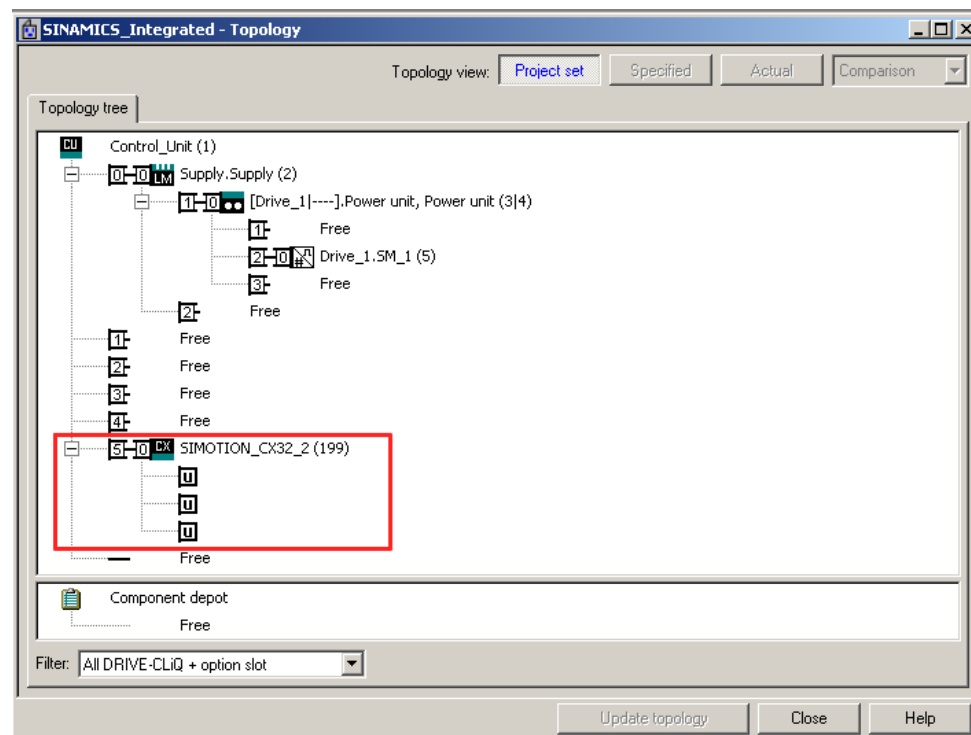 SINAMICS_Integrated - Topology
Topology view: Project set Specified Actual Comparison
Topology tree
CU Control_Unit (1)
0 0 LM Supply.Supply (2)
1 0 [Drive_1|----].Power unit, Power unit (3|4)
1 Free
2 0 # Drive_1.SM_1 (5)
3 Free
2 Free
1 Free
2 Free
3 Free
4 Free
5 0 CX SIMOTION_CX32_2 (199)
u
u
u
Free
Component depot
Free
Filter: All DRIVE-CLiQ + option slot
Update topology Close Help